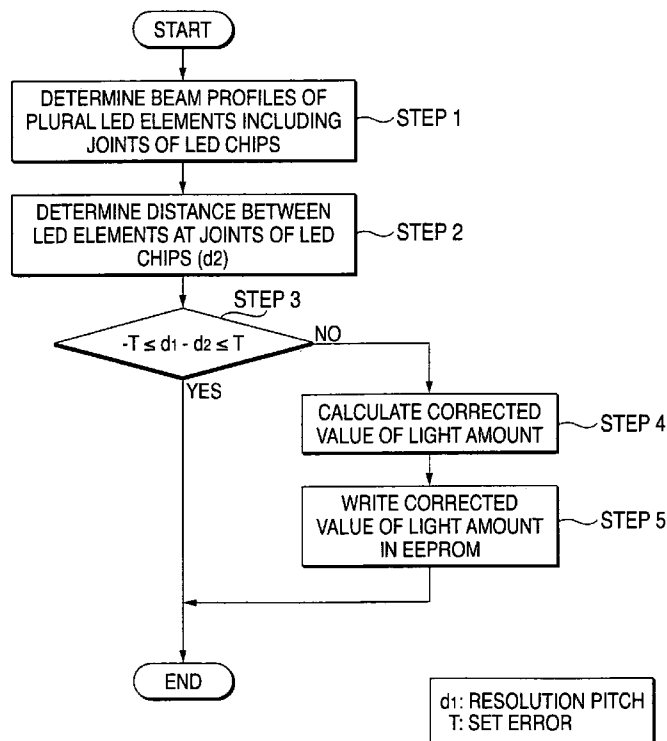 START
DETERMINE BEAM PROFILES OF
PLURAL LED ELEMENTS INCLUDING
JOINTS OF LED CHIPS
STEP 1
DETERMINE DISTANCE BETWEEN
LED ELEMENTS AT JOINTS OF LED
CHIPS (d2)
STEP 2
STEP 3
-T ≤ d1 - d2 ≤ T
NO
YES
CALCULATE CORRECTED
VALUE OF LIGHT AMOUNT
STEP 4
WRITE CORRECTED
VALUE OF LIGHT AMOUNT
IN EEPROM
STEP 5
END
d1: RESOLUTION PITCH
T: SET ERROR